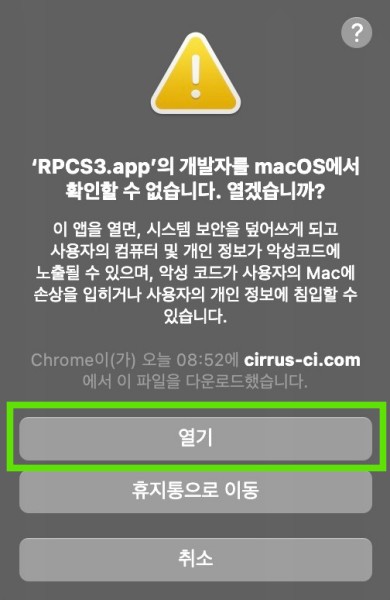 ?
‘RPCS3.app’의 개발자를 macOS에서
확인할 수 없습니다. 열겠습니까?
이 앱을 열면, 시스템 보안을 덮어쓰게 되고
사용자의 컴퓨터 및 개인 정보가 악성코드에
노출될 수 있으며, 악성 코드가 사용자의 Mac에
손상을 입히거나 사용자의 개인 정보에 침입할 수
있습니다.
Chrome이(가) 오늘 08:52에 cirrus-ci.com
에서 이 파일을 다운로드했습니다.
열기
휴지통으로 이동
취소